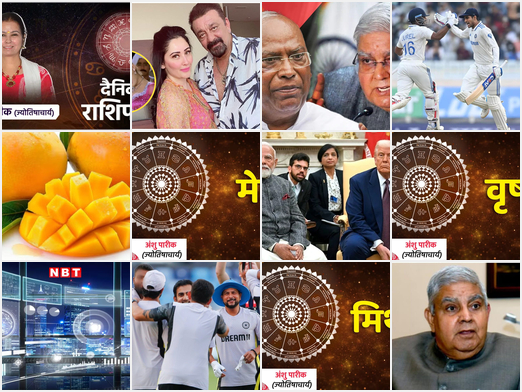 दैनि
राशिफ
(ज्योतिषाचार्य)
16
मे
अंशु पारीक
(ज्योतिषाचार्य)
वृष
अंशु पारीक
(ज्योतिषाचार्य)
NBT
DREAM11
मिथ
अंशु पारीक
(ज्योतिषाचार्य)